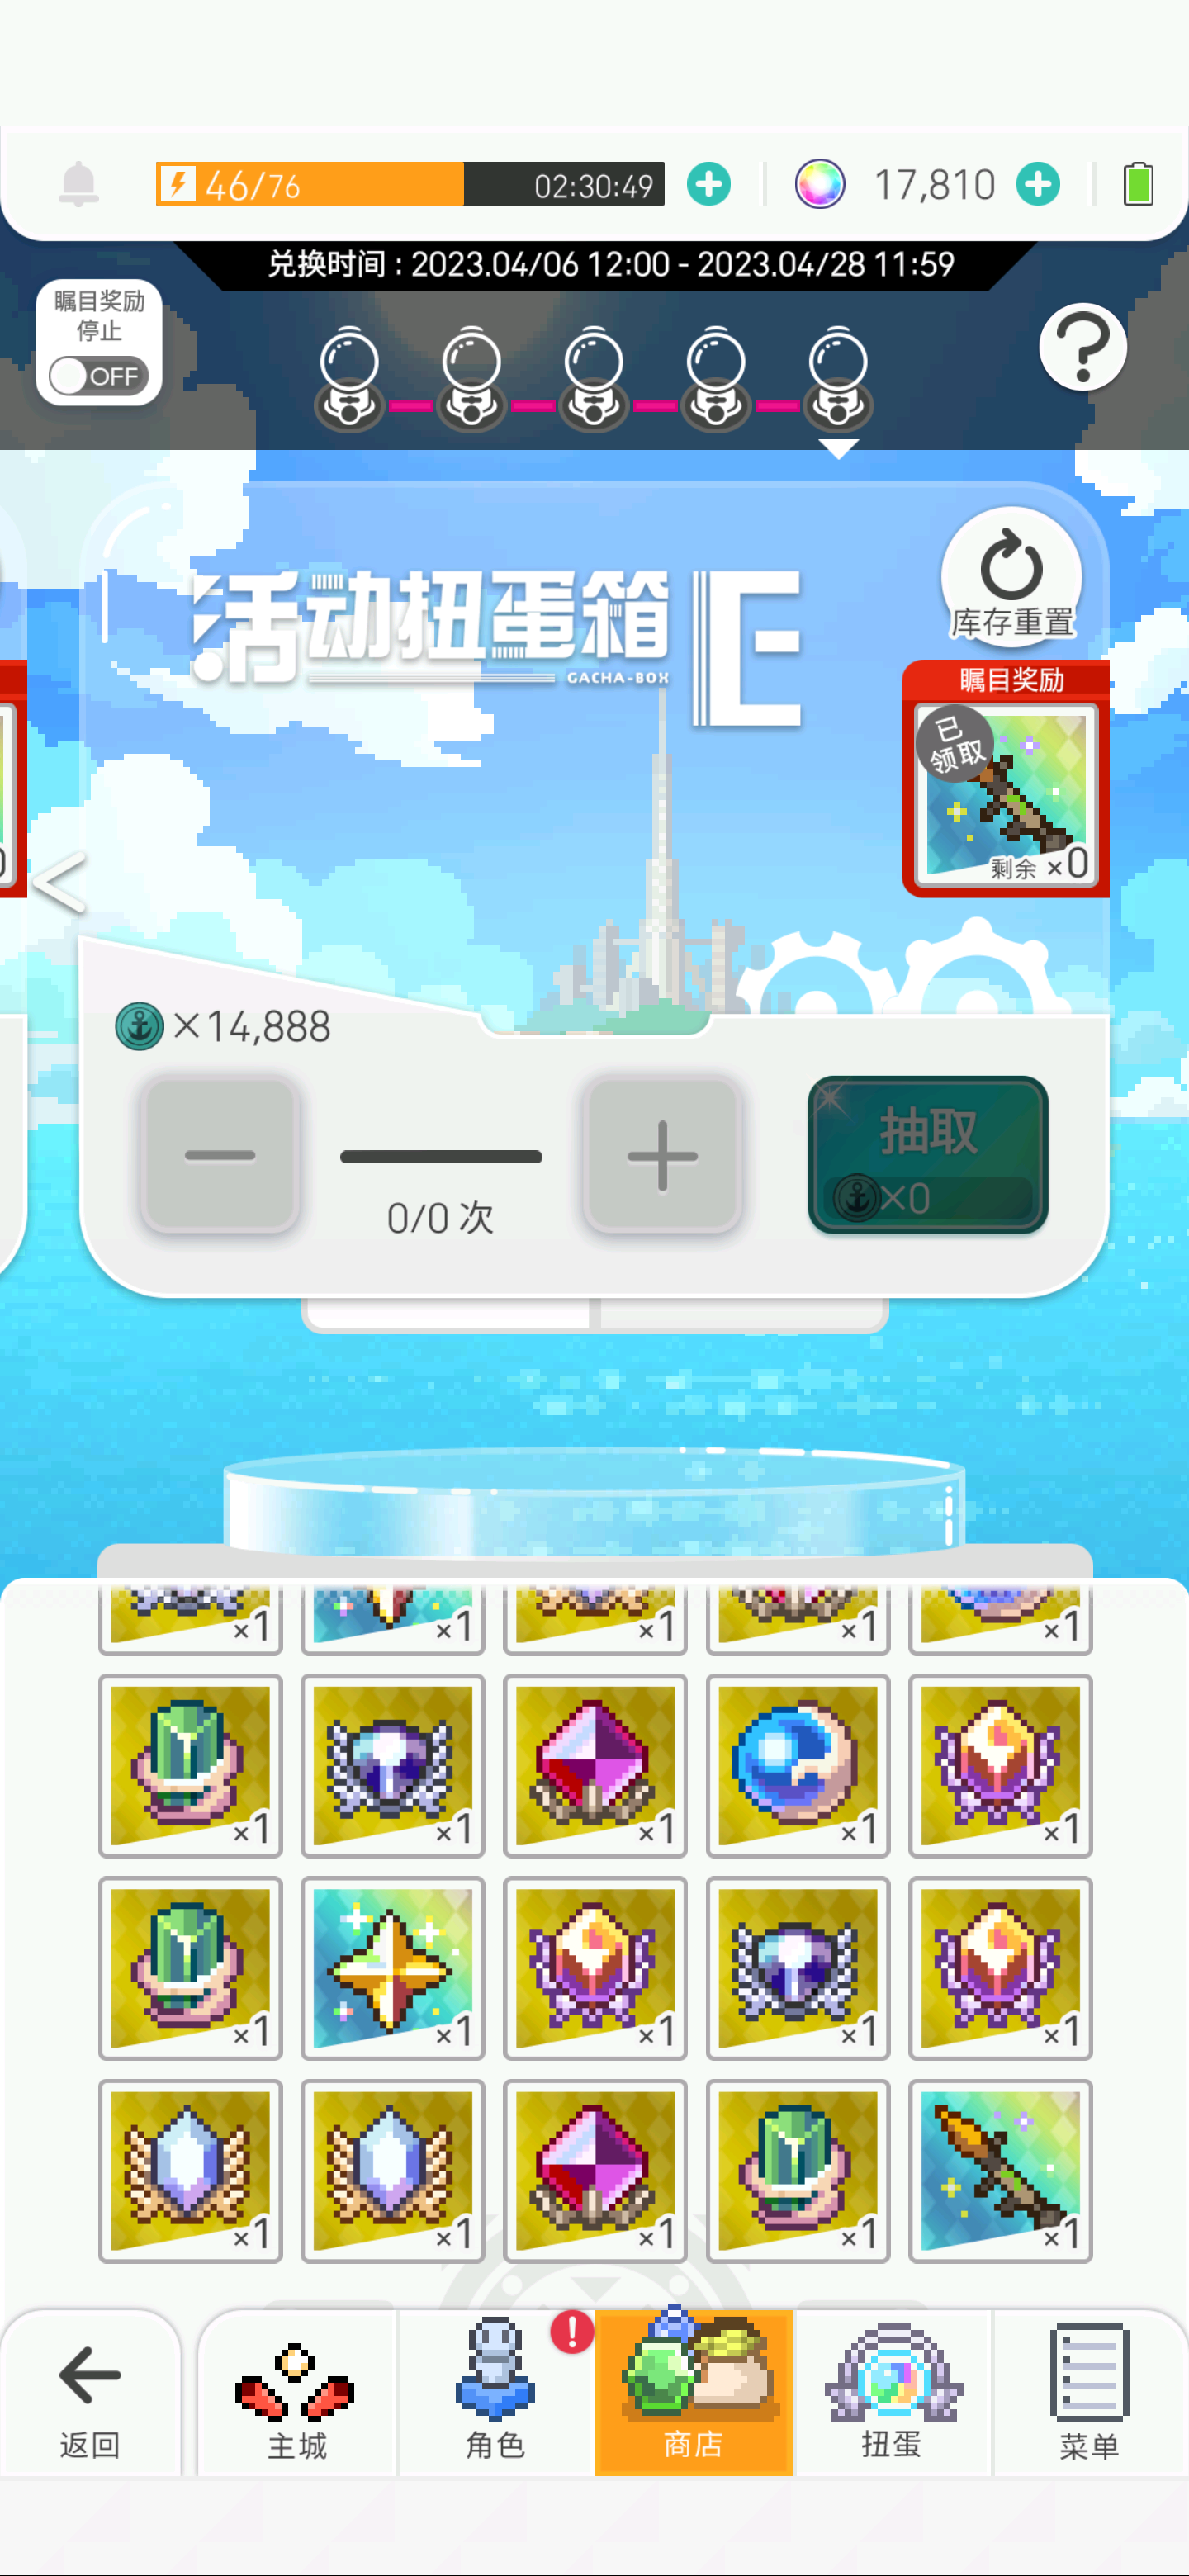 46/76
02:30:49
17,810
兑换时间：2023.04/06 12:00 - 2023.04/28 11:59
瞩目奖励
停止
OFF
活动扭蛋箱 E
GACHA-BOX
库存重置
瞩目奖励
已
领取
剩余 ×0
×14,888
0/0 次
抽取
×0
×1 ×1 ×1 ×1 ×1
×1 ×1 ×1 ×1 ×1
×1 ×1 ×1 ×1 ×1
×1 ×1 ×1 ×1 ×1
返回 主城 角色 商店 扭蛋 菜单